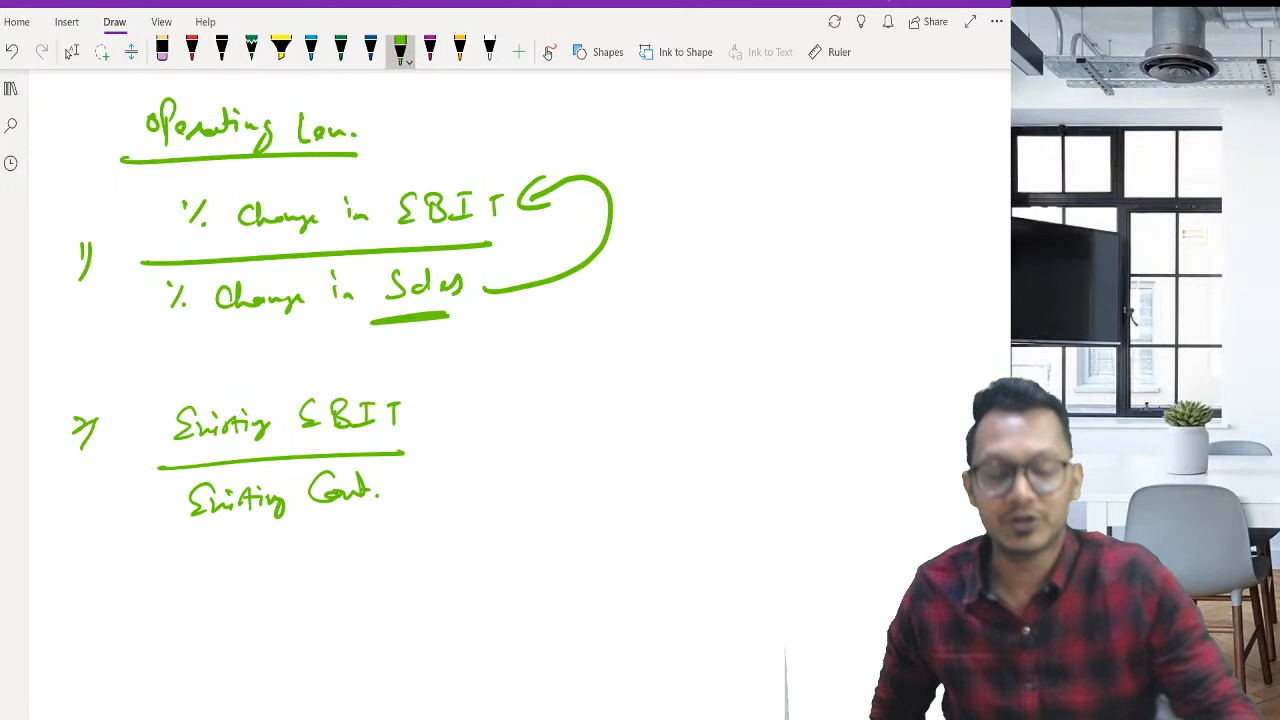 Home Insert Draw View Help Share
Shapes Ink to Shape Ink to Text Ruler
Operating Lev.
% Change in EBIT
1)
% Change in Sales
2) Existing EBIT
Existing Cont.